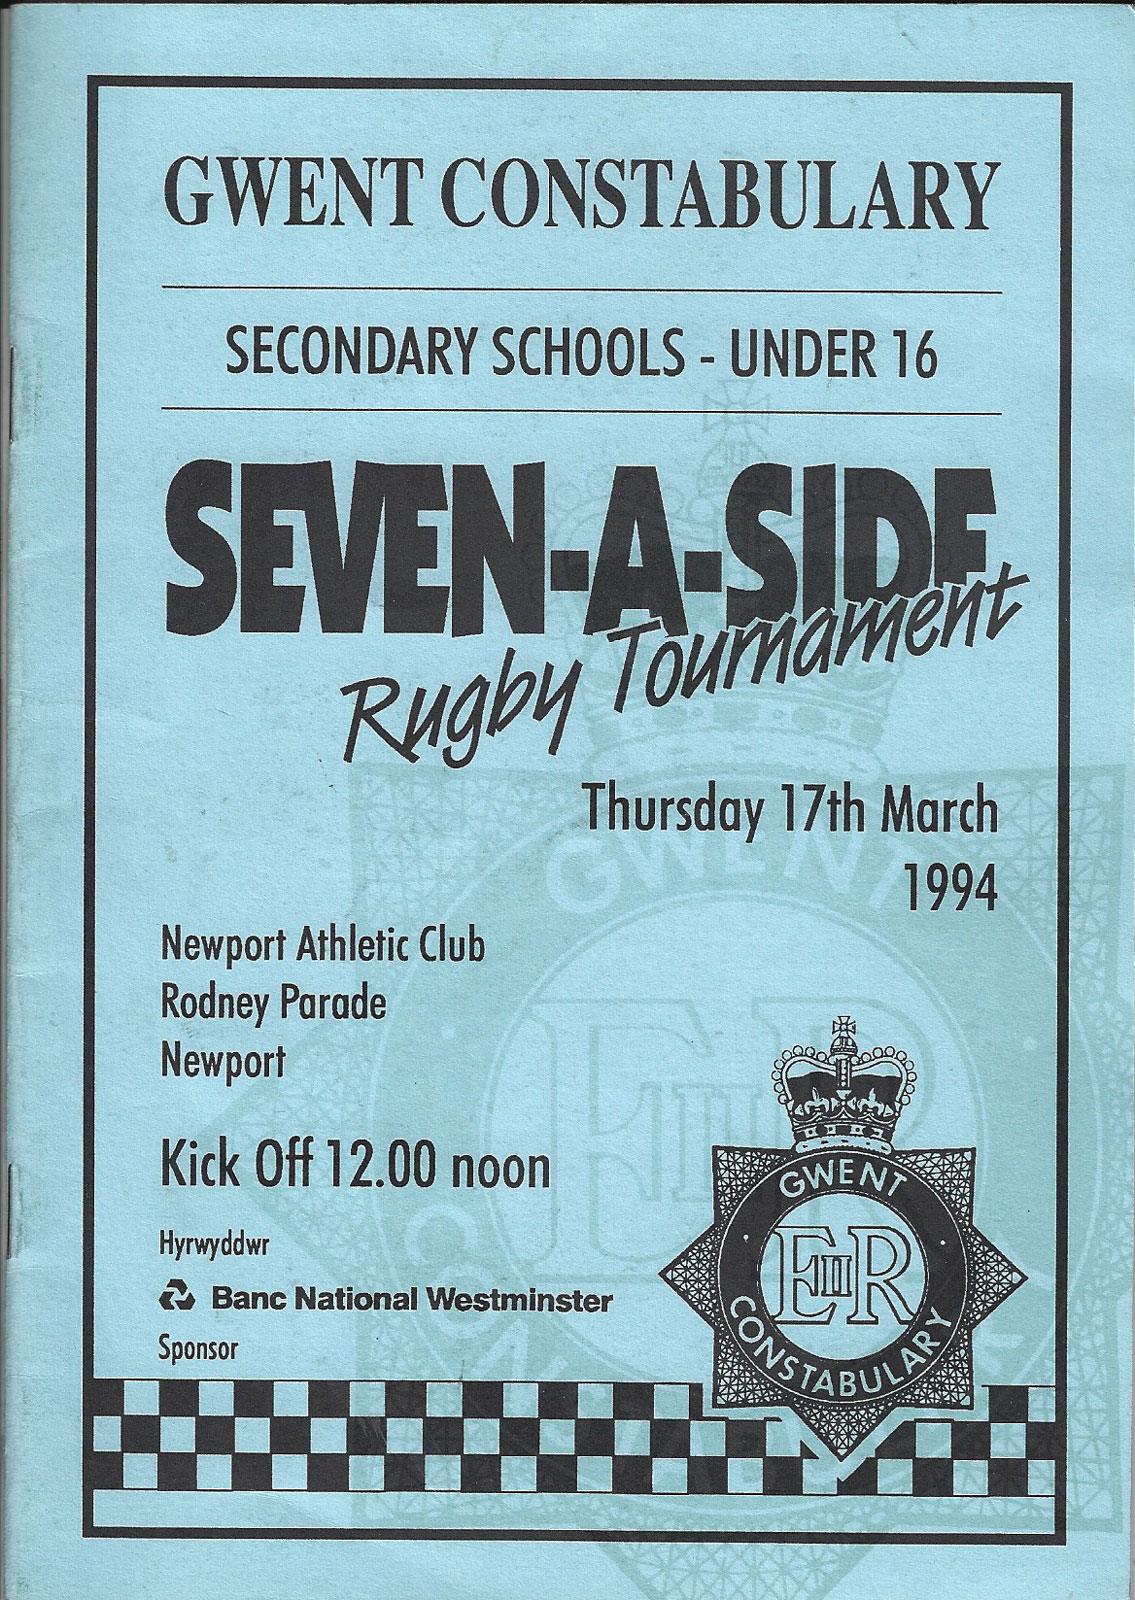 GWENT CONSTABULARY
SECONDARY SCHOOLS - UNDER 16
SEVEN-A-SIDE
Rugby Tournament
Thursday 17th March
1994
Newport Athletic Club
Rodney Parade
Newport
Kick Off 12.00 noon
Hyrwyddwr
Banc National Westminster
Sponsor
GWENT
EIIR
CONSTABULARY